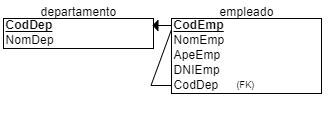 departamento
CodDep
NomDep
empleado
CodEmp
NomEmp
ApeEmp
DNIEmp
CodDep (FK)